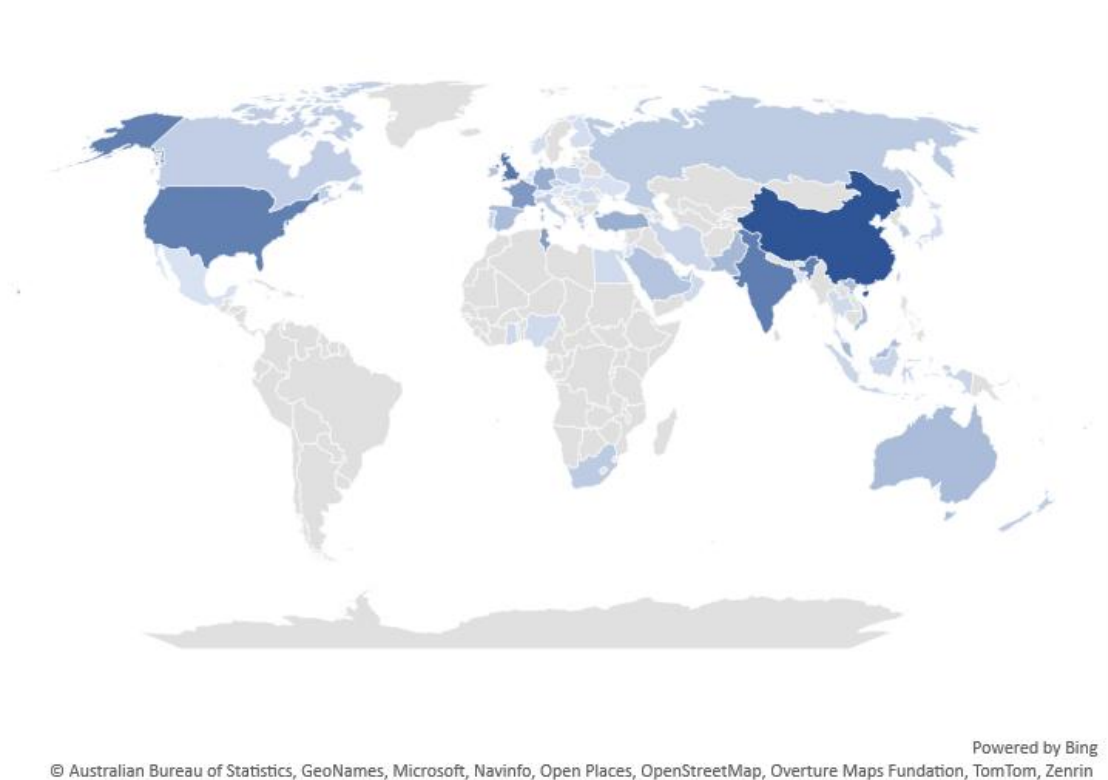 Powered by Bing
© Australian Bureau of Statistics, GeoNames, Microsoft, Navinfo, Open Places, OpenStreetMap, Overture Maps Fundation, TomTom, Zenrin